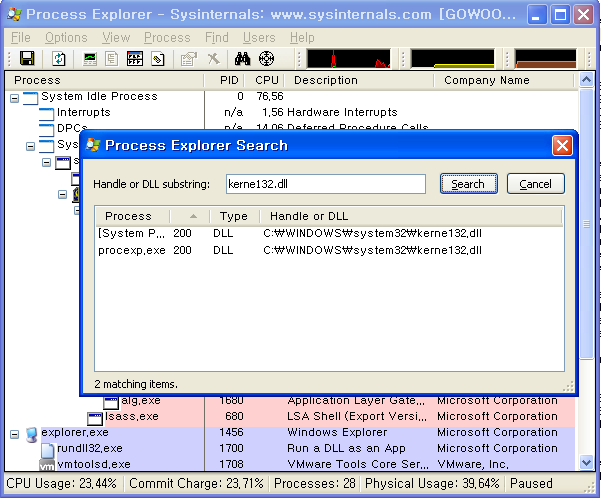 Process Explorer - Sysinternals: www.sysinternals.com [GOWOO...
File Options View Process Find Users Help
Process PID CPU Description Company Name
System Idle Process 0 76.56
Interrupts n/a 1.56 Hardware Interrupts
DPCs n/a 14.06 Deferred Procedure Calls
Sys
s
Process Explorer Search
Handle or DLL substring: kerne132.dll Search Cancel
Process Type Handle or DLL
[System P... 200 DLL C:₩WINDOWS₩system32₩kerne132.dll
procexp.exe 200 DLL C:₩WINDOWS₩system32₩kerne132.dll
2 matching items.
alg.exe 1680 Application Layer Gate... Microsoft Corporation
lsass.exe 680 LSA Shell (Export Versi... Microsoft Corporation
explorer.exe 1456 Windows Explorer Microsoft Corporation
rundll32.exe 1700 Run a DLL as an App Microsoft Corporation
vm vmtoolsd.exe 1708 VMware Tools Core Ser... VMware, Inc.
CPU Usage: 23.44% Commit Charge: 23.71% Processes: 28 Physical Usage: 39.64% Paused